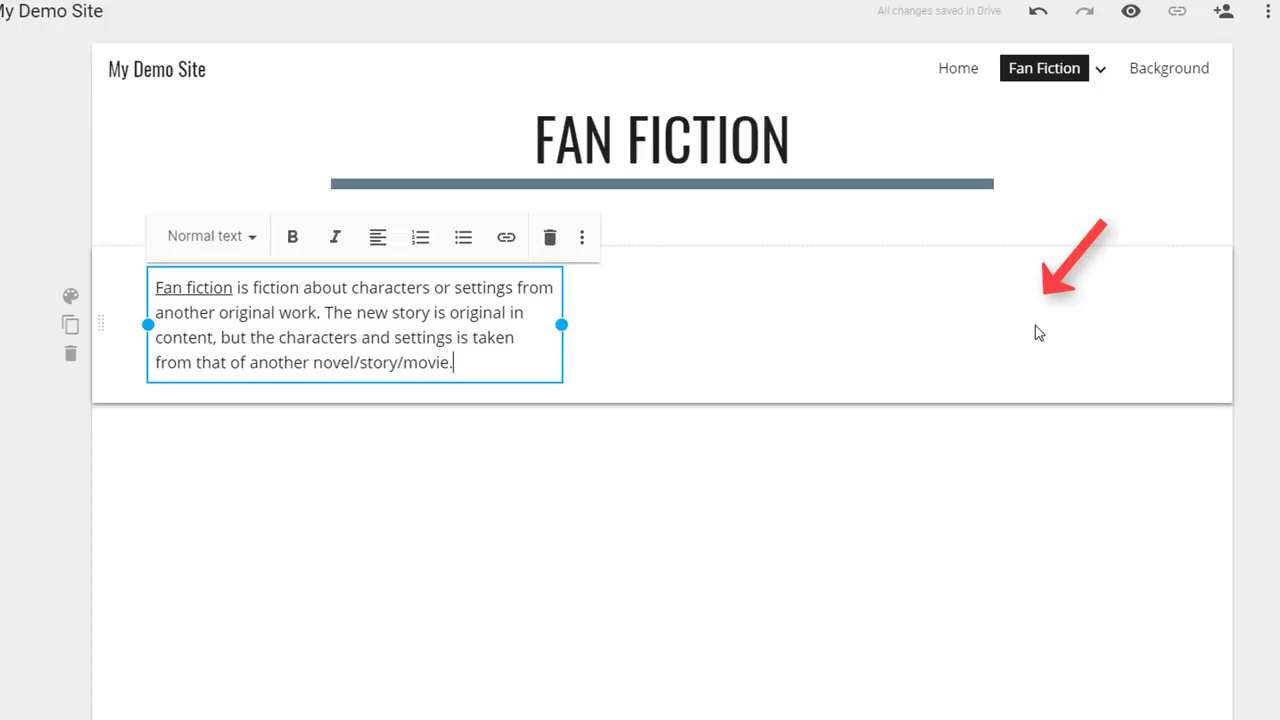 My Demo Site
All changes saved in Drive
My Demo Site
Home
Fan Fiction
Background
FAN FICTION
Normal text
B
I
Fan fiction is fiction about characters or settings from
another original work. The new story is original in
content, but the characters and settings is taken
from that of another novel/story/movie.